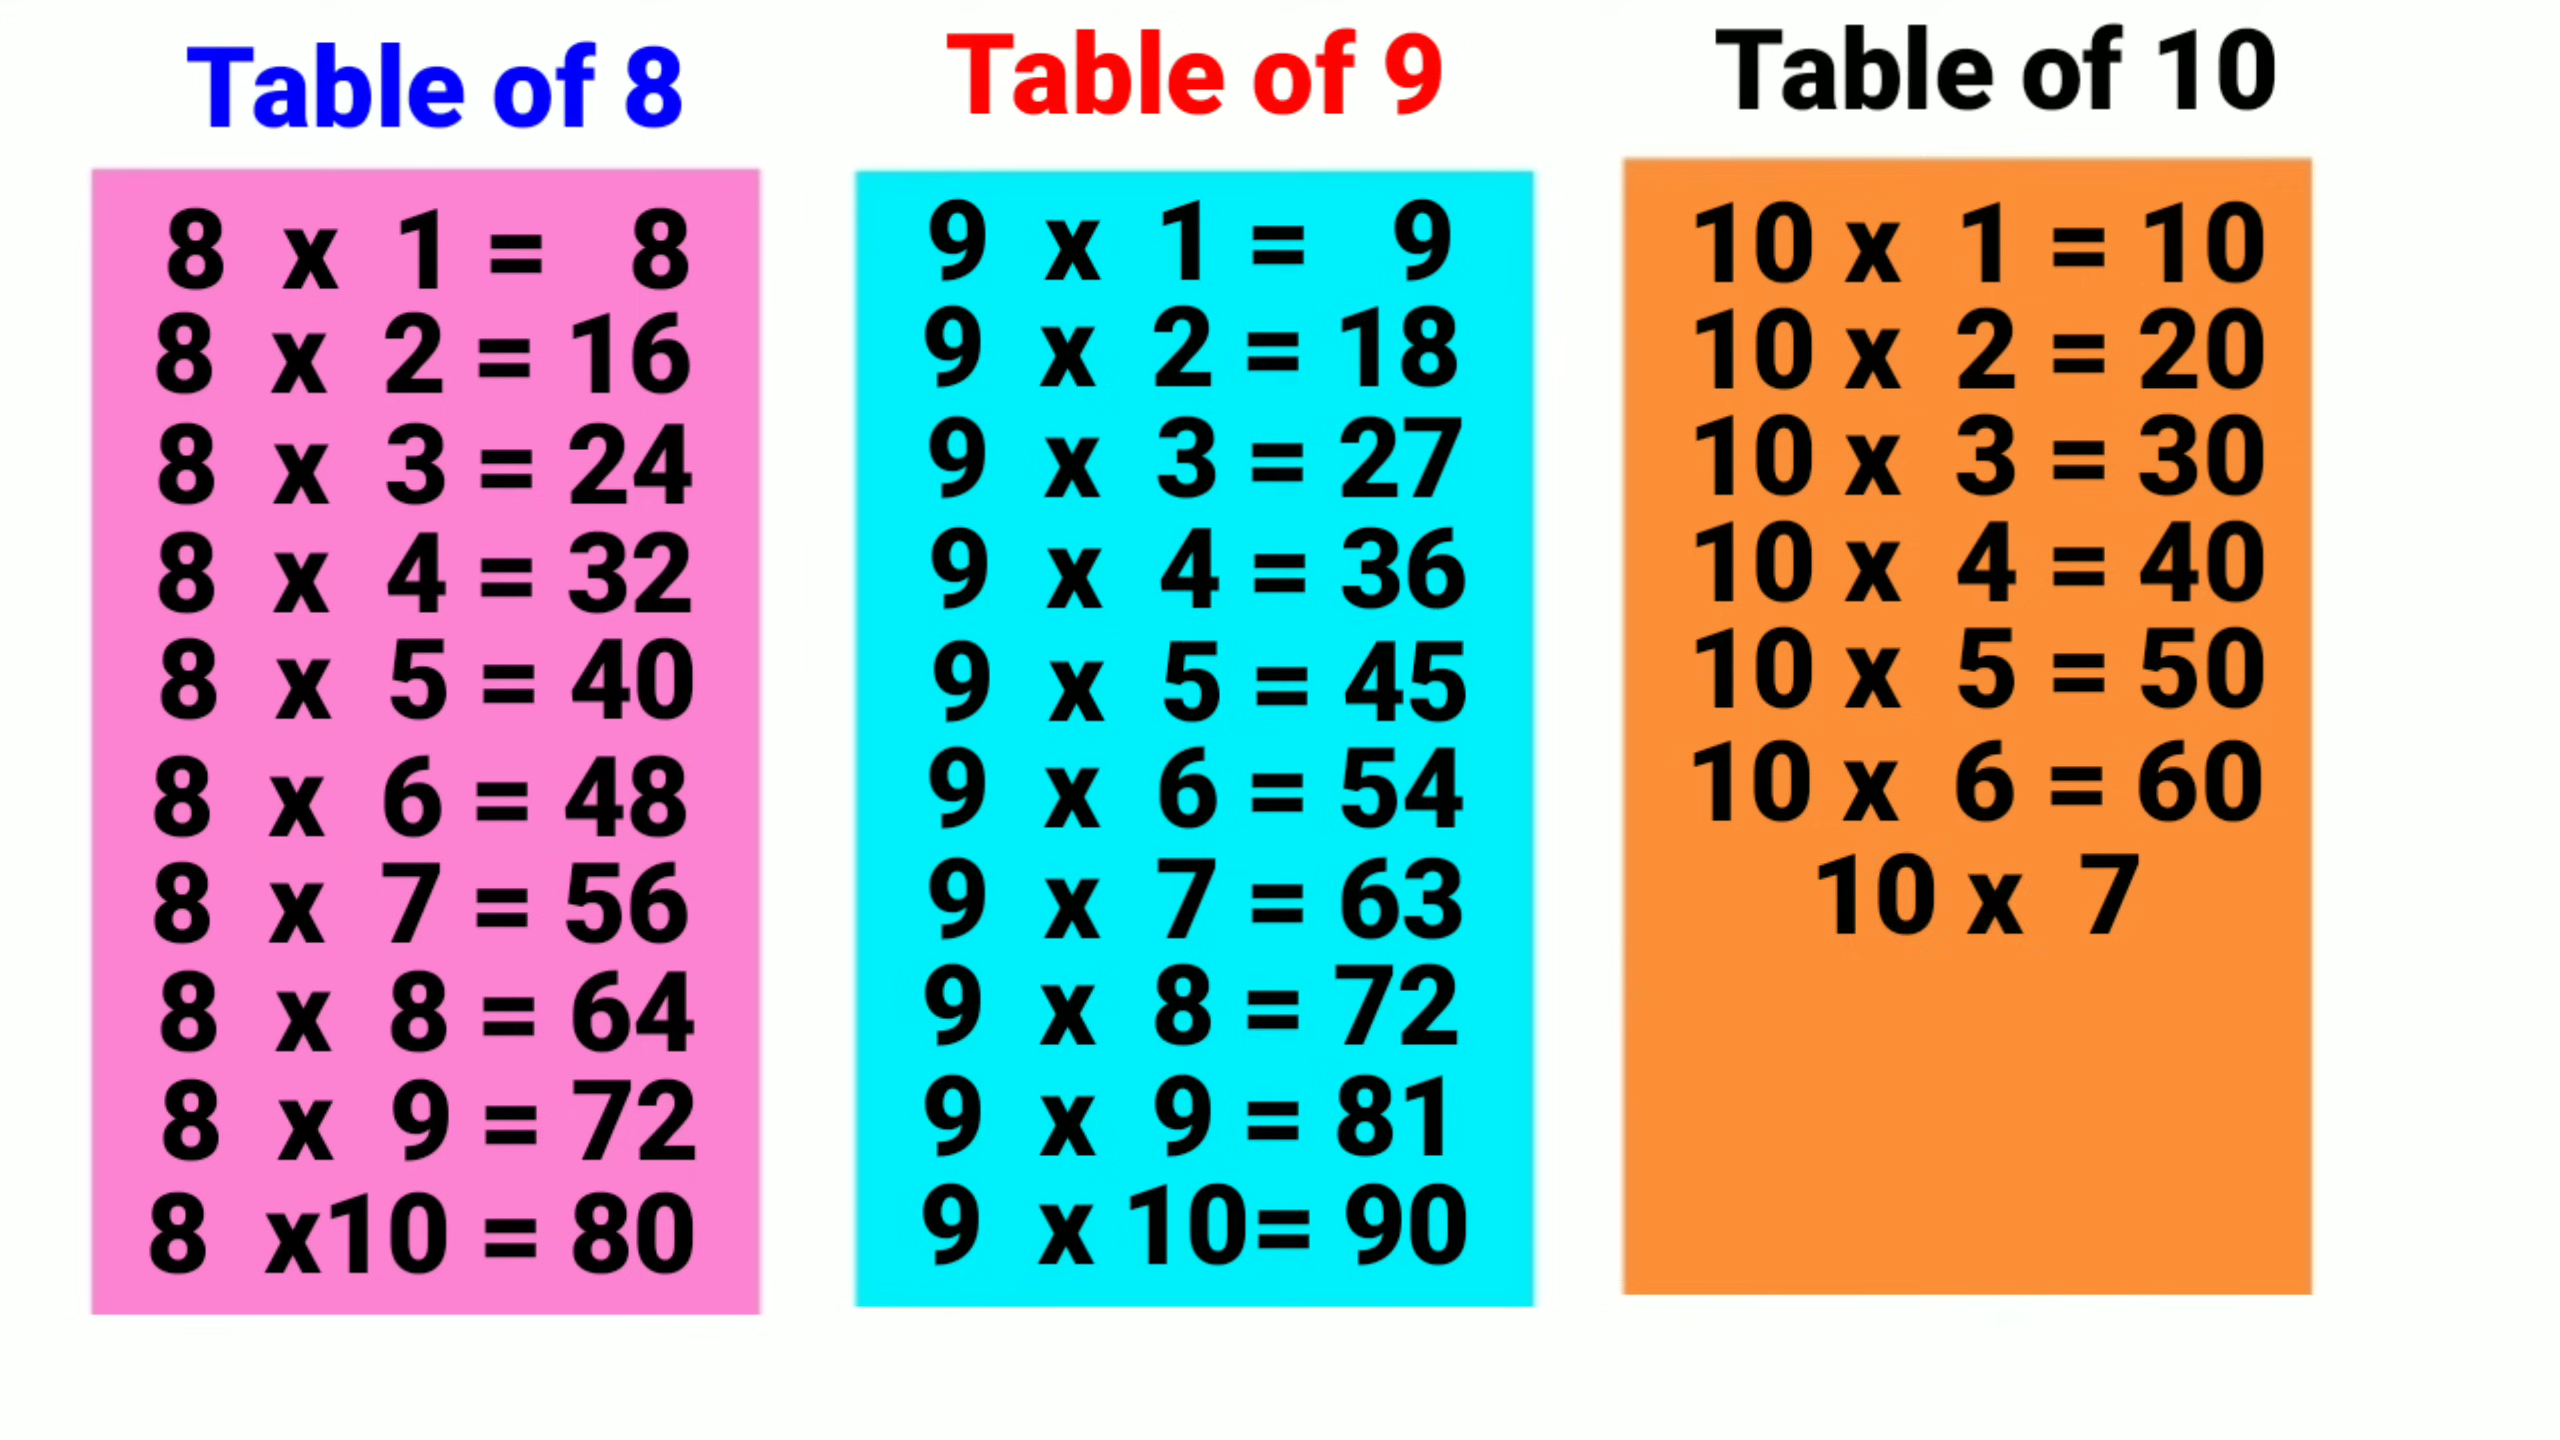 Table of 8
8 x 1 = 8
8 x 2 = 16
8 x 3 = 24
8 x 4 = 32
8 x 5 = 40
8 x 6 = 48
8 x 7 = 56
8 x 8 = 64
8 x 9 = 72
8 x10 = 80
Table of 9
9 x 1 = 9
9 x 2 = 18
9 x 3 = 27
9 x 4 = 36
9 x 5 = 45
9 x 6 = 54
9 x 7 = 63
9 x 8 = 72
9 x 9 = 81
9 x 10= 90
Table of 10
10 x 1 = 10
10 x 2 = 20
10 x 3 = 30
10 x 4 = 40
10 x 5 = 50
10 x 6 = 60
10 x 7